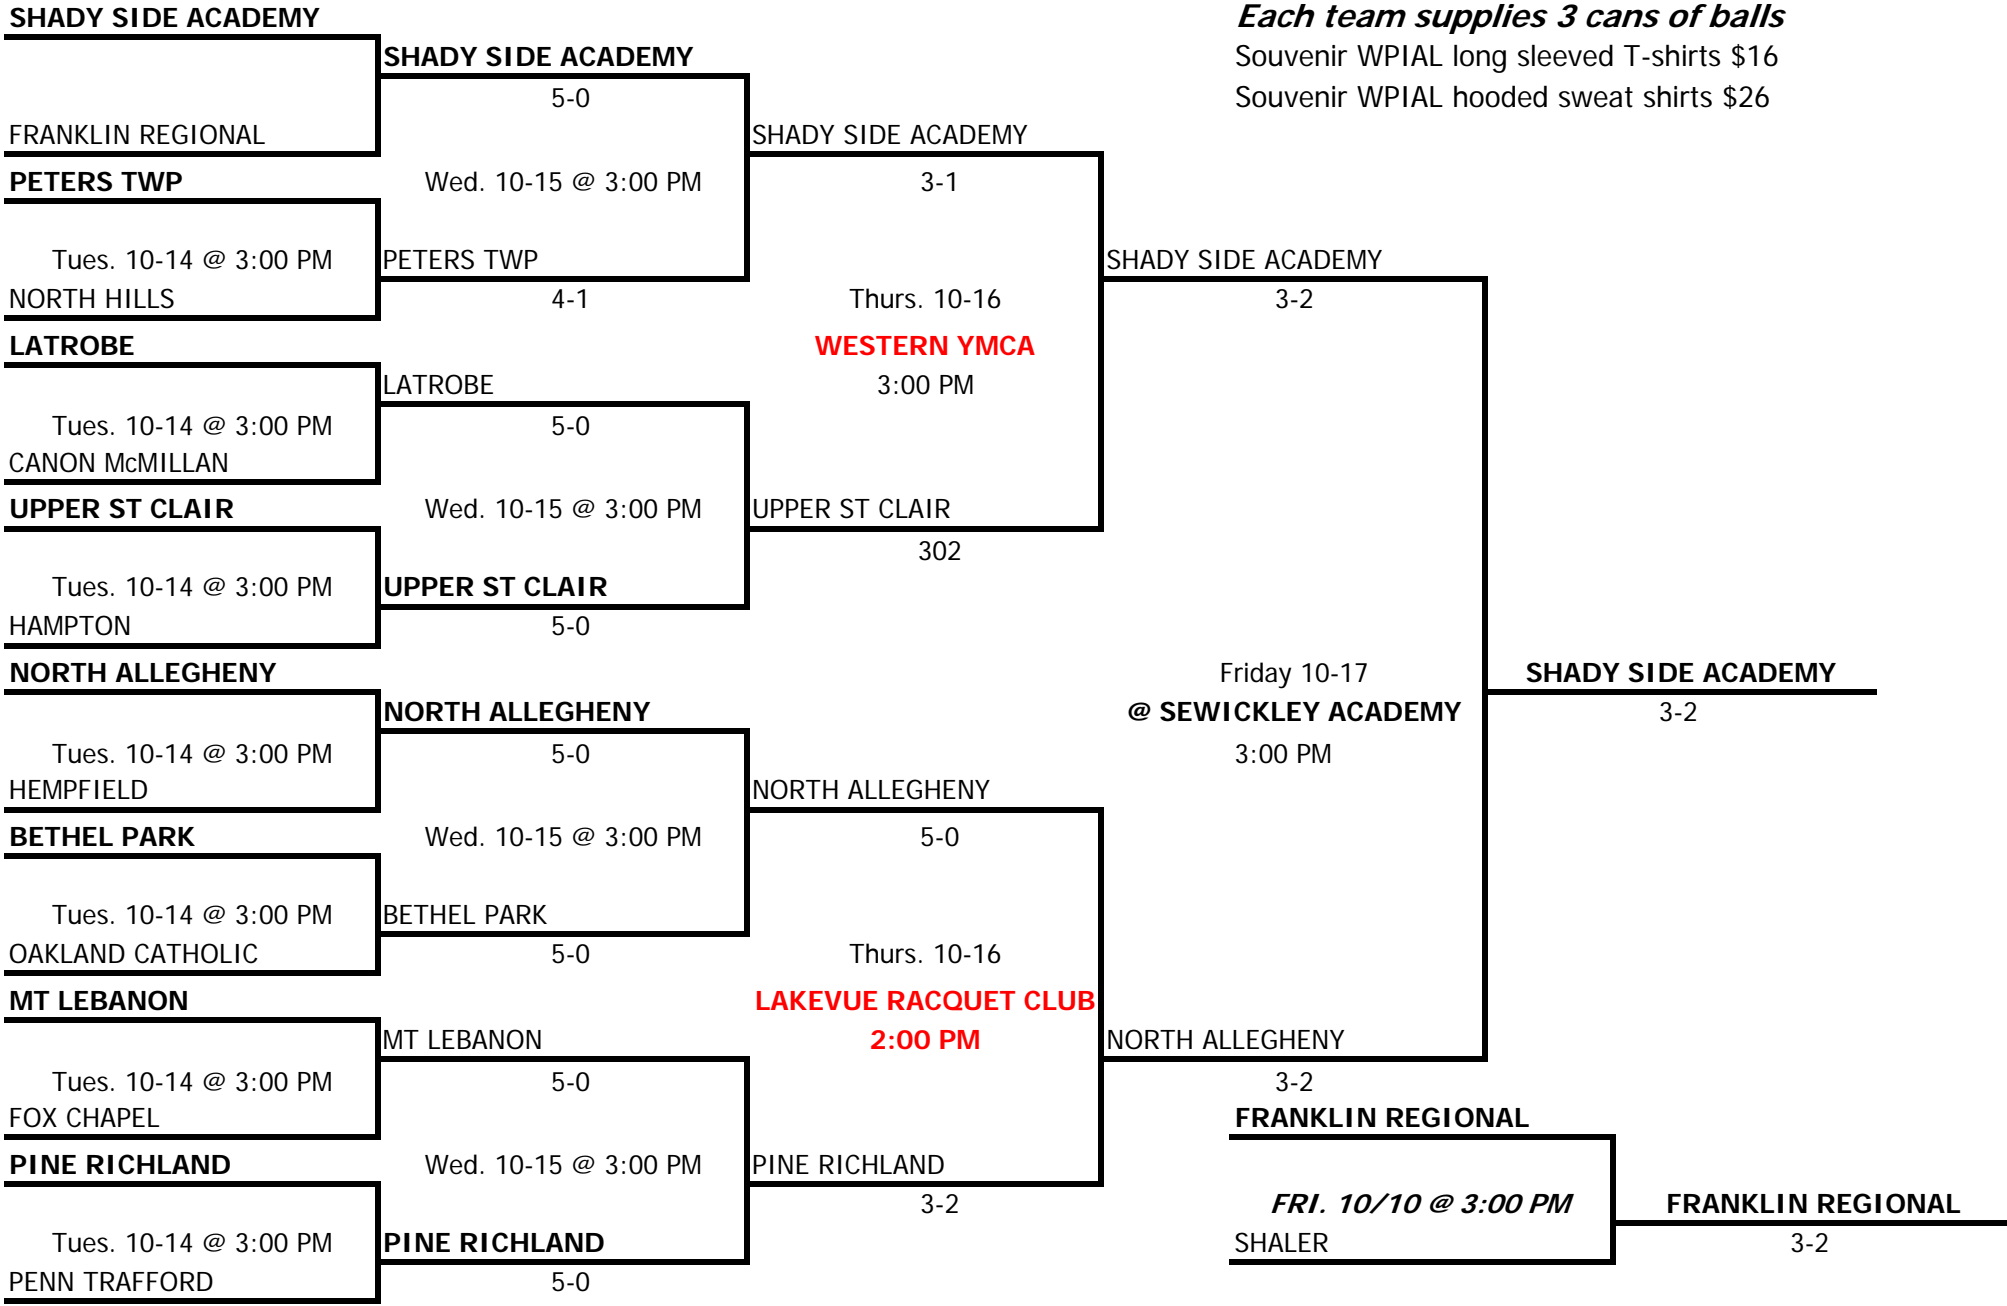 SHADY SIDE ACADEMY
Each team supplies 3 cans of balls
SHADY SIDE ACADEMY
Souvenir WPIAL long sleeved T-shirts $16
5-0
Souvenir WPIAL hooded sweat shirts $26
FRANKLIN REGIONAL
SHADY SIDE ACADEMY
PETERS TWP
Wed. 10-15 @ 3:00 PM
3-1
Tues. 10-14 @ 3:00 PM
PETERS TWP
SHADY SIDE ACADEMY
NORTH HILLS
4-1
Thurs. 10-16
3-2
LATROBE
WESTERN YMCA
LATROBE
3:00 PM
Tues. 10-14 @ 3:00 PM
5-0
CANON McMILLAN
UPPER ST CLAIR
Wed. 10-15 @ 3:00 PM
UPPER ST CLAIR
302
Tues. 10-14 @ 3:00 PM
UPPER ST CLAIR
HAMPTON
5-0
NORTH ALLEGHENY
Friday 10-17
SHADY SIDE ACADEMY
NORTH ALLEGHENY
@ SEWICKLEY ACADEMY
3-2
Tues. 10-14 @ 3:00 PM
5-0
3:00 PM
HEMPFIELD
NORTH ALLEGHENY
BETHEL PARK
Wed. 10-15 @ 3:00 PM
5-0
Tues. 10-14 @ 3:00 PM
BETHEL PARK
OAKLAND CATHOLIC
5-0
Thurs. 10-16
MT LEBANON
LAKEVUE RACQUET CLUB
MT LEBANON
2:00 PM
NORTH ALLEGHENY
Tues. 10-14 @ 3:00 PM
5-0
3-2
FOX CHAPEL
FRANKLIN REGIONAL
PINE RICHLAND
Wed. 10-15 @ 3:00 PM
PINE RICHLAND
3-2
FRI. 10/10 @ 3:00 PM
FRANKLIN REGIONAL
Tues. 10-14 @ 3:00 PM
PINE RICHLAND
SHALER
3-2
PENN TRAFFORD
5-0